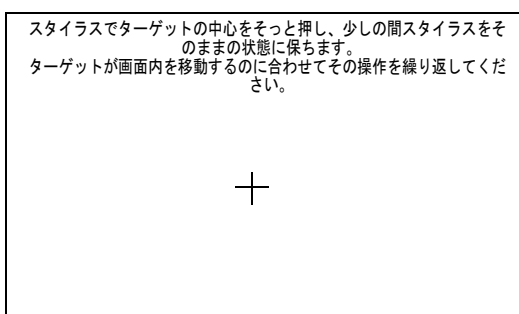 スタイラスでターゲットの中心をそっと押し、少しの間スタイラスをそ
のままの状態に保ちます。
ターゲットが画面内を移動するのに合わせてその操作を繰り返してくだ
さい。